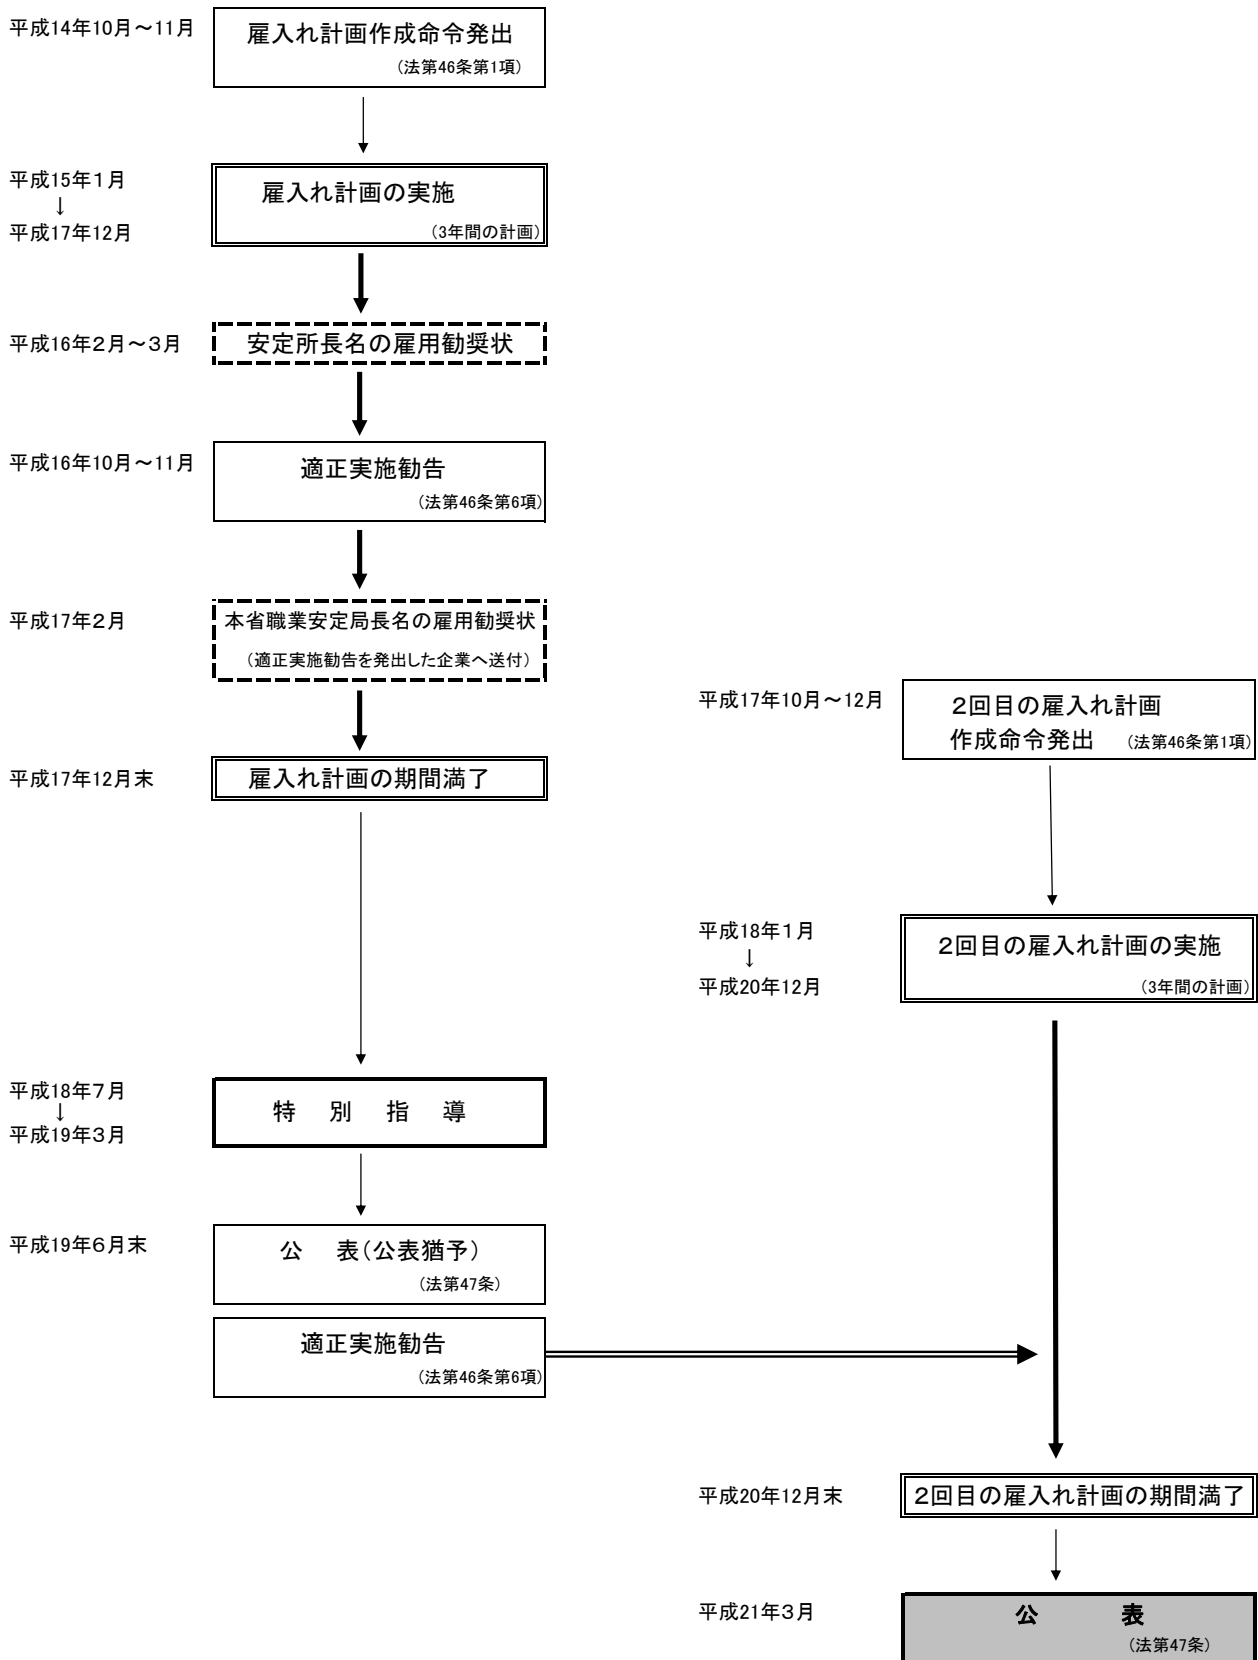 平成14年10月～11月
雇入れ計画作成命令発出
（法第46条第1項）
平成15年１月
↓
平成17年12月
雇入れ計画の実施
（3年間の計画）
平成16年２月～３月
安定所長名の雇用勧奨状
平成16年10月～11月
適正実施勧告
（法第46条第6項）
平成17年２月
本省職業安定局長名の雇用勧奨状
（適正実施勧告を発出した企業へ送付）
平成17年10月～12月
２回目の雇入れ計画
作成命令発出　（法第46条第1項）
平成17年12月末
雇入れ計画の期間満了
平成18年１月
↓
平成20年12月
２回目の雇入れ計画の実施
（3年間の計画）
平成18年７月
↓
平成19年３月
特　別　指　導
平成19年６月末
公　表（公表猶予）
（法第47条）
適正実施勧告
（法第46条第6項）
平成20年12月末
２回目の雇入れ計画の期間満了
平成21年３月
公　　表
（法第47条）